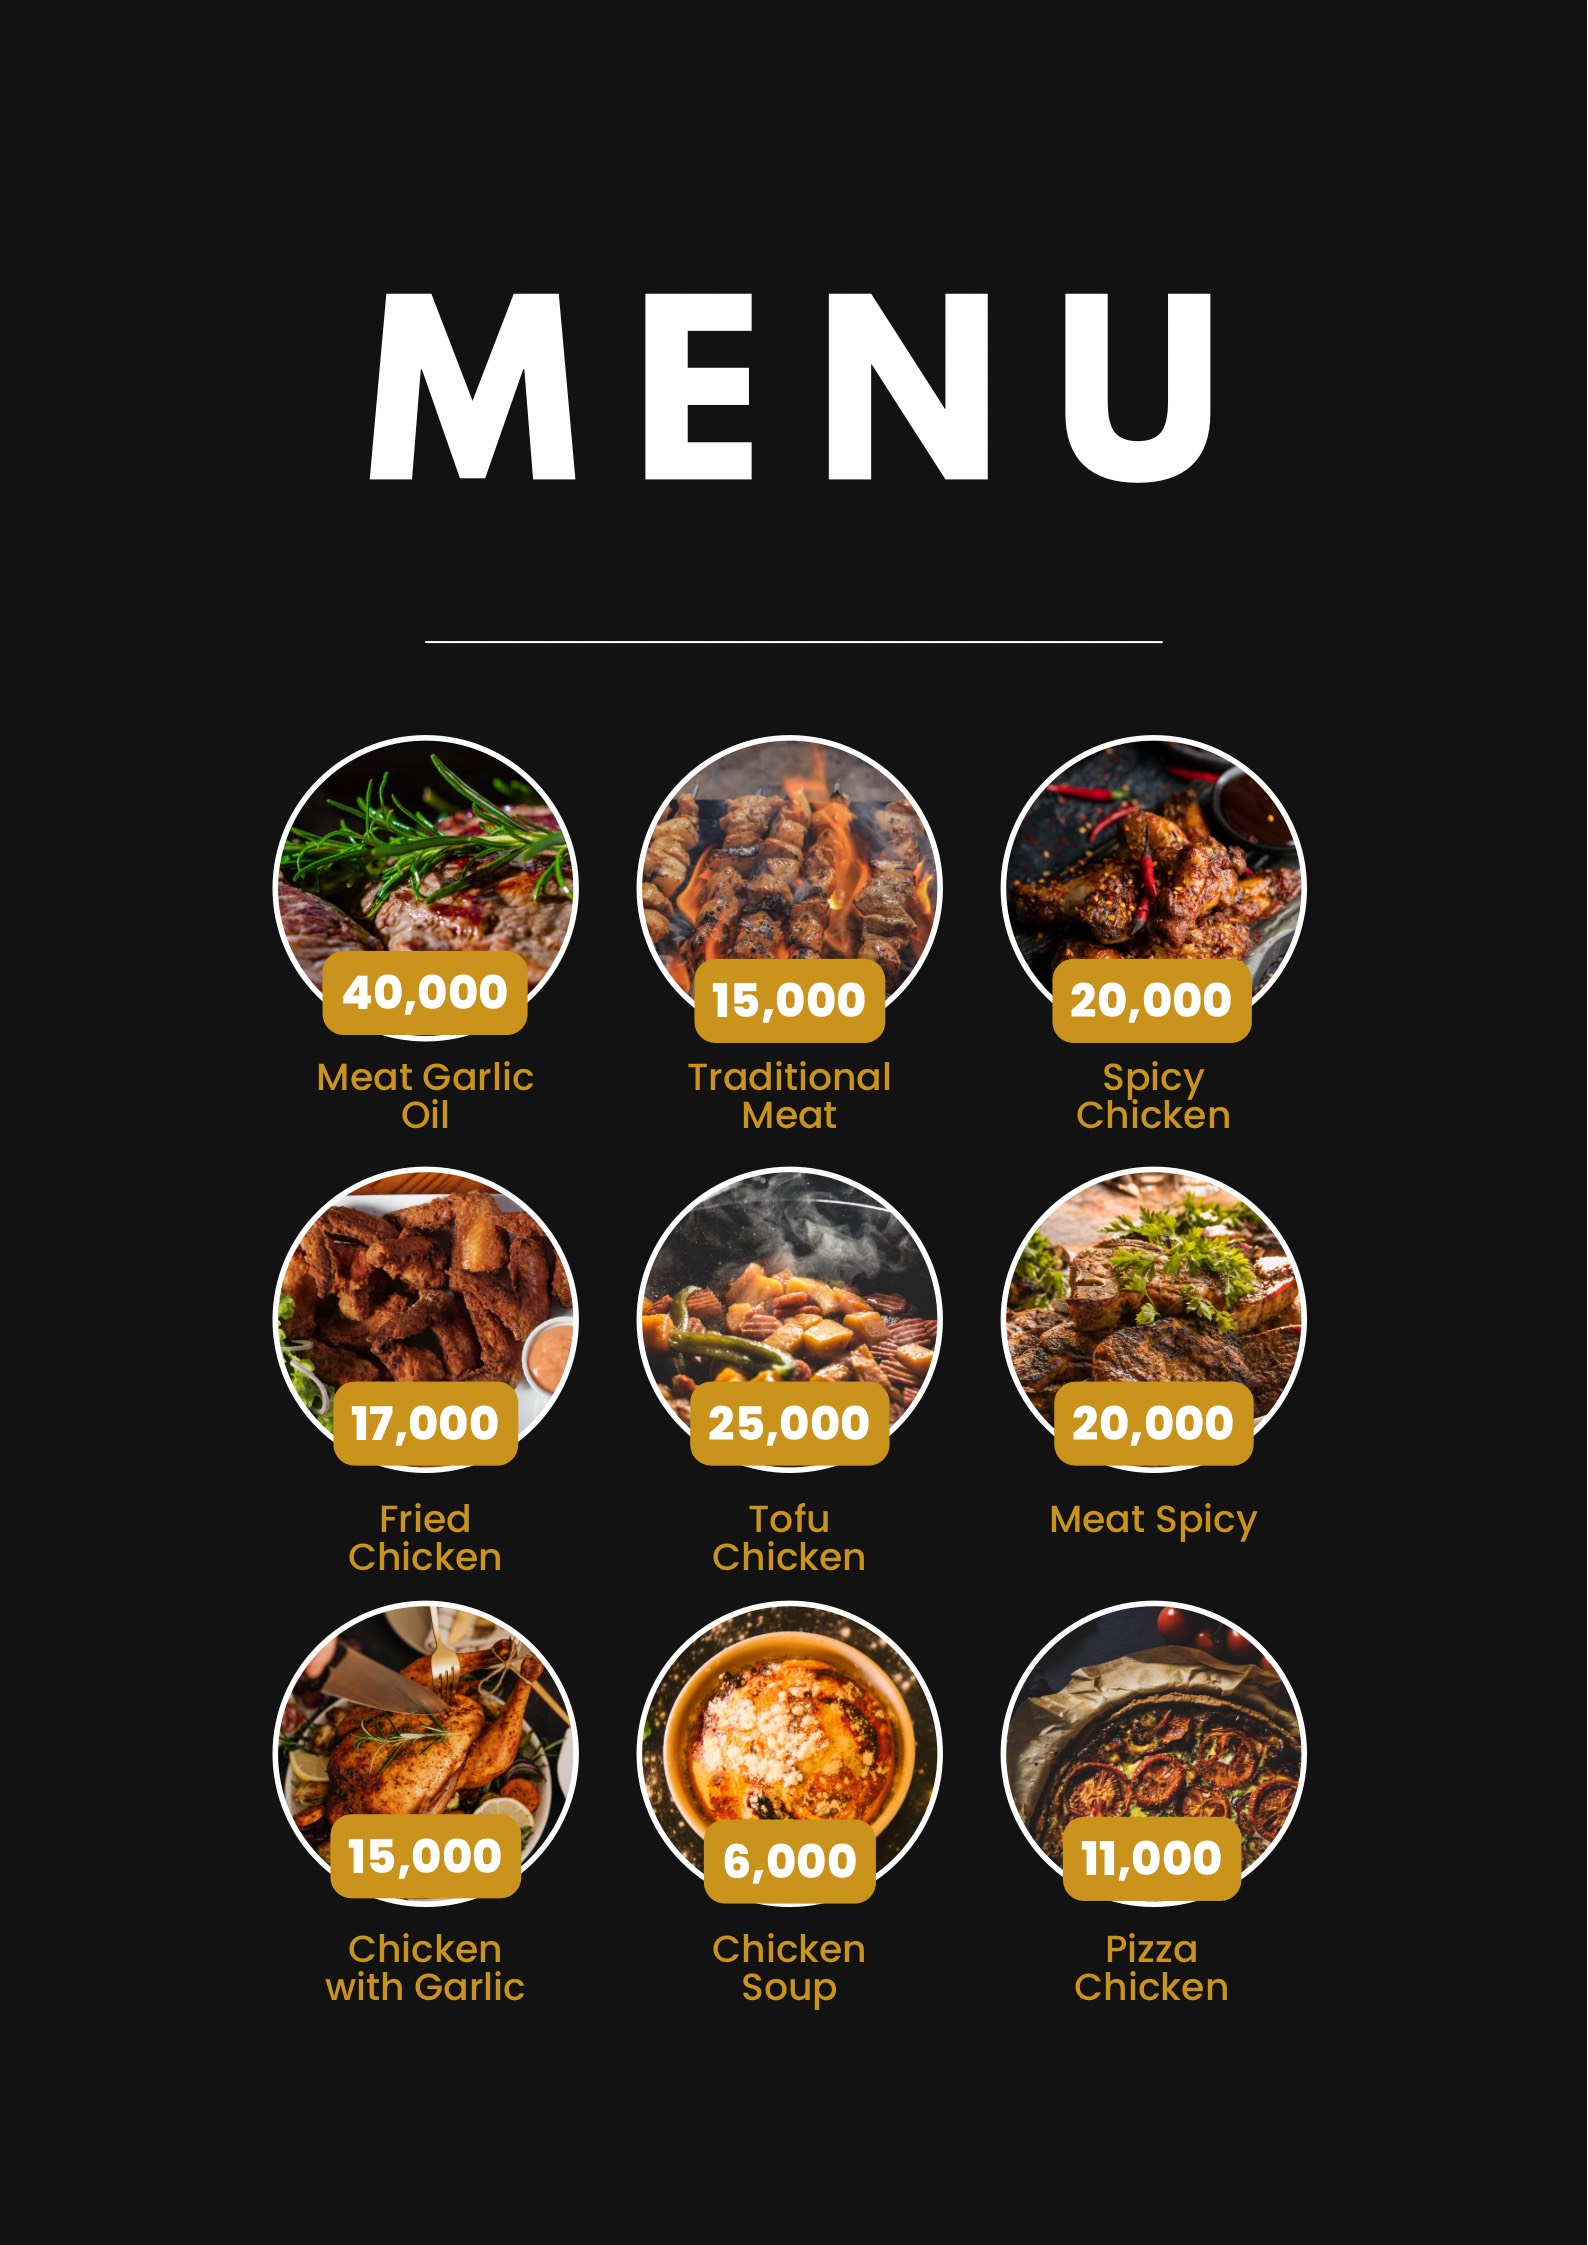 MENU
40,000
15,000
20,000
Meat Garlic
Oil
Traditional
Meat
Spicy
Chicken
17,000
25,000
20,000
Fried
Chicken
Tofu
Chicken
Meat Spicy
15,000
6,000
11,000
Chicken
with Garlic
Chicken
Soup
Pizza
Chicken